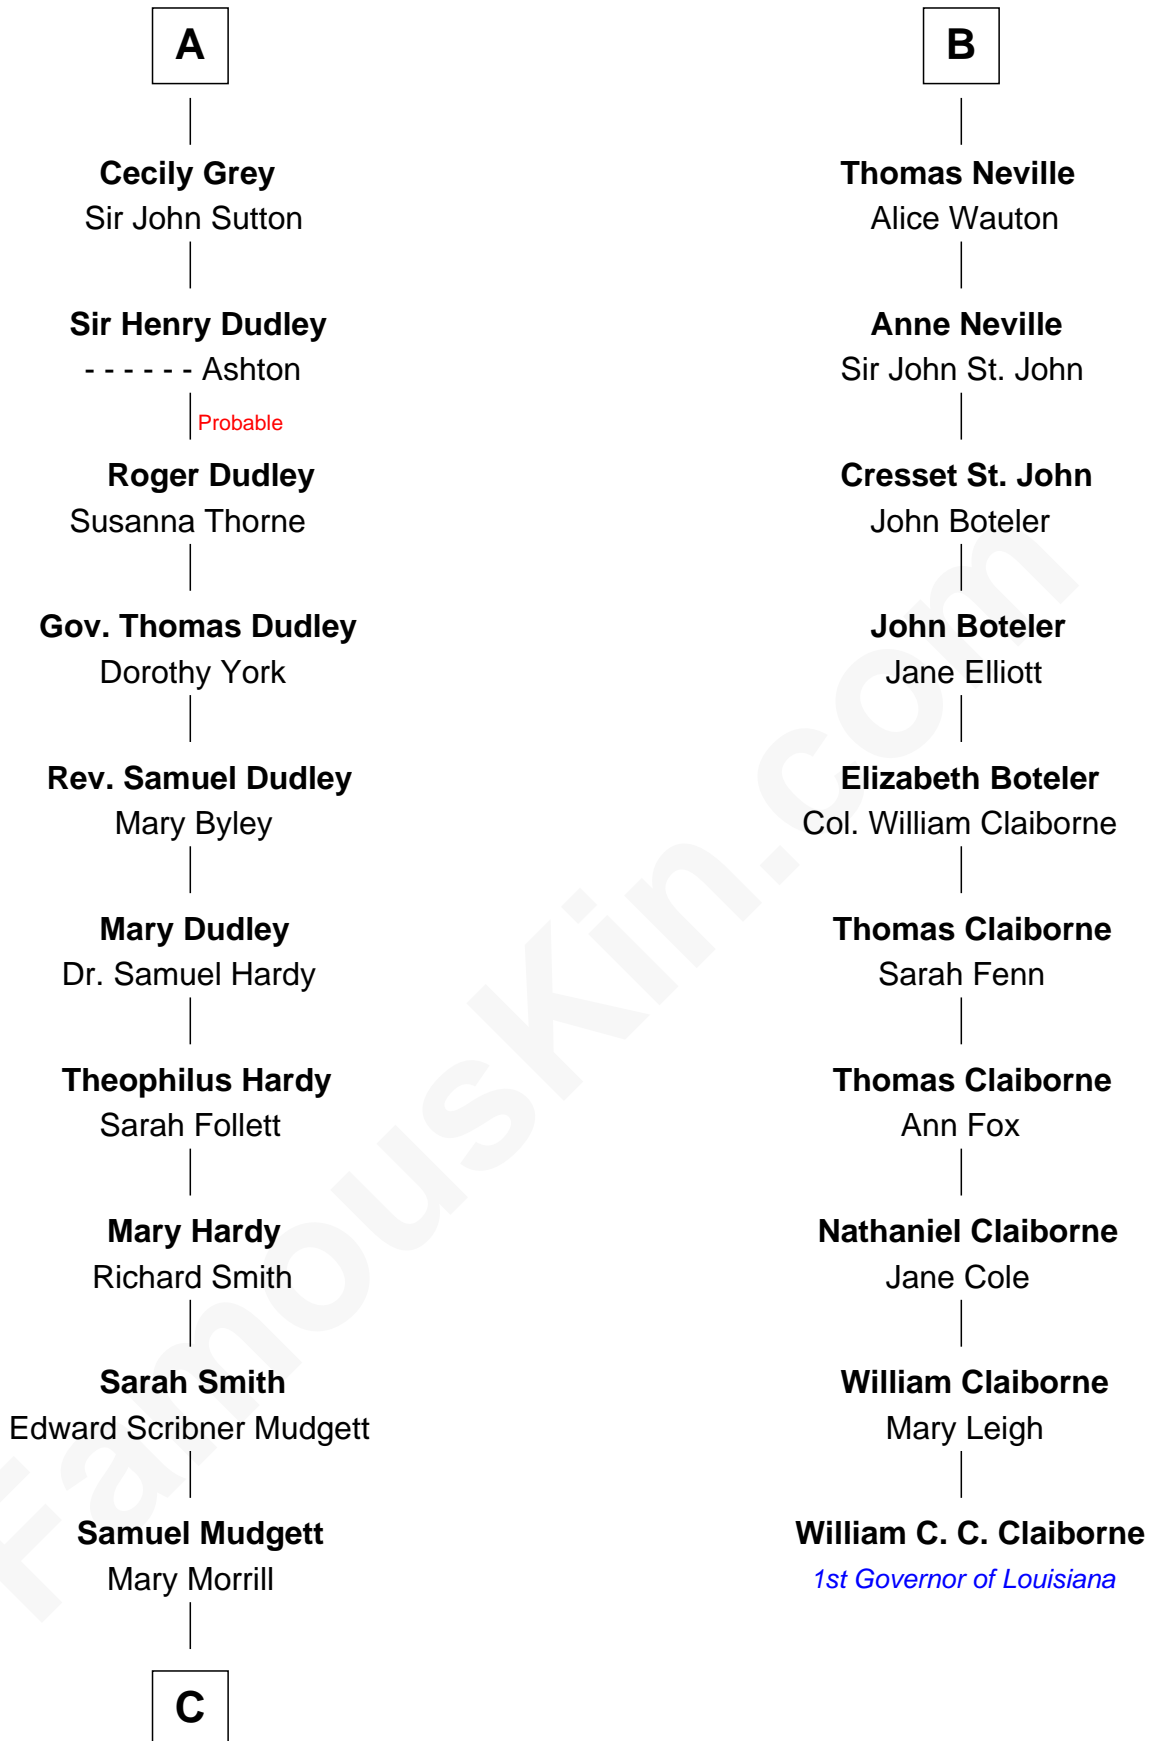 A
Cecily Grey
Sir John Sutton
Sir Henry Dudley
- - - - - - Ashton
Probable
Roger Dudley
Susanna Thorne
Gov. Thomas Dudley
Dorothy York
Rev. Samuel Dudley
Mary Byley
Mary Dudley
Dr. Samuel Hardy
Theophilus Hardy
Sarah Follett
Mary Hardy
Richard Smith
Sarah Smith
Edward Scribner Mudgett
Samuel Mudgett
Mary Morrill
C
B
Thomas Neville
Alice Wauton
Anne Neville
Sir John St. John
Cresset St. John
John Boteler
John Boteler
Jane Elliott
Elizabeth Boteler
Col. William Claiborne
Thomas Claiborne
Sarah Fenn
Thomas Claiborne
Ann Fox
Nathaniel Claiborne
Jane Cole
William Claiborne
Mary Leigh
William C. C. Claiborne
1st Governor of Louisiana
FamousKin.com